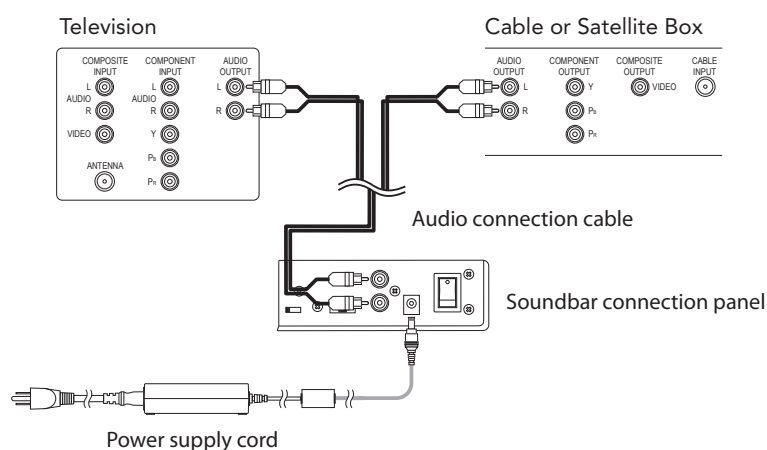 Television
COMPOSITE INPUT
COMPONENT INPUT
AUDIO OUTPUT
L
L
L
AUDIO
AUDIO
R
R
R
VIDEO
Y
ANTENNA
PB
PR
Cable or Satellite Box
AUDIO OUTPUT
COMPONENT OUTPUT
COMPOSITE OUTPUT
CABLE INPUT
L
Y
VIDEO
R
PB
PR
Audio connection cable
Soundbar connection panel
Power supply cord